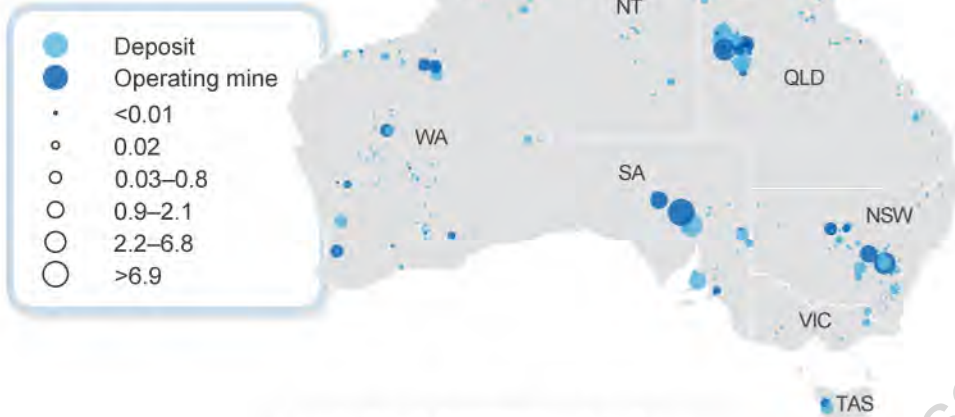 Deposit
Operating mine
<0.01
0.02
0.03–0.8
0.9–2.1
2.2–6.8
>6.9
NT
QLD
WA
SA
NSW
VIC
TAS